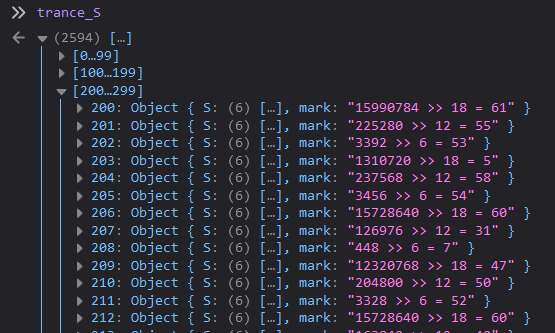 >> trance_S
(2594) […]
[0…99]
[100…199]
[200…299]
200: Object { S: (6) […], mark: "15990784 >> 18 = 61" }
201: Object { S: (6) […], mark: "225280 >> 12 = 55" }
202: Object { S: (6) […], mark: "3392 >> 6 = 53" }
203: Object { S: (6) […], mark: "1310720 >> 18 = 5" }
204: Object { S: (6) […], mark: "237568 >> 12 = 58" }
205: Object { S: (6) […], mark: "3456 >> 6 = 54" }
206: Object { S: (6) […], mark: "15728640 >> 18 = 60" }
207: Object { S: (6) […], mark: "126976 >> 12 = 31" }
208: Object { S: (6) […], mark: "448 >> 6 = 7" }
209: Object { S: (6) […], mark: "12320768 >> 18 = 47" }
210: Object { S: (6) […], mark: "204800 >> 12 = 50" }
211: Object { S: (6) […], mark: "3328 >> 6 = 52" }
212: Object { S: (6) […], mark: "15728640 >> 18 = 60" }